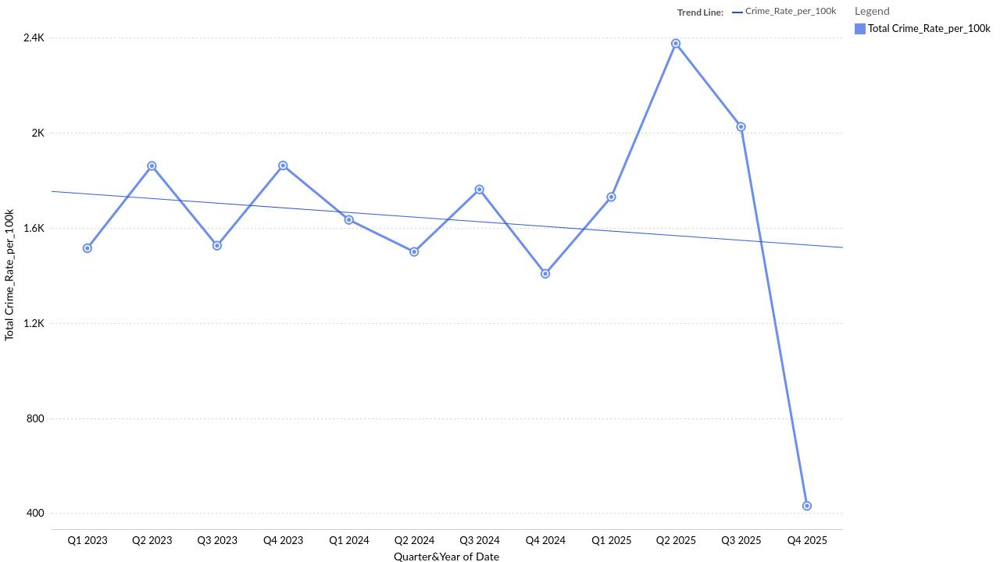 Trend Line: Crime_Rate_per_100k
Legend
Total Crime_Rate_per_100k
2.4K
2K
1.6K
1.2K
800
400
Total Crime_Rate_per_100k
Q1 2023 Q2 2023 Q3 2023 Q4 2023 Q1 2024 Q2 2024 Q3 2024 Q4 2024 Q1 2025 Q2 2025 Q3 2025 Q4 2025
Quarter&Year of Date